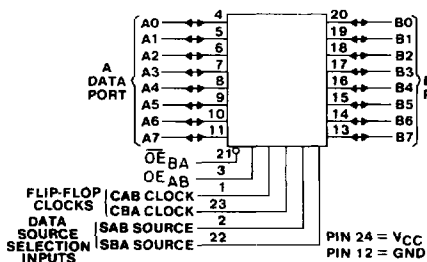 A DATA PORT
A0 4
A1 5
A2 6
A3 7
A4 8
A5 9
A6 10
A7 11
20 B0
19 B1
18 B2
17 B3
16 B4
15 B5
14 B6
13 B7
OE̅BA 21
OEAB 3
FLIP-FLOP CLOCKS
CAB CLOCK 1
CBA CLOCK 23
DATA SOURCE SELECTION INPUTS
SAB SOURCE 2
SBA SOURCE 22
PIN 24 = VCC
PIN 12 = GND